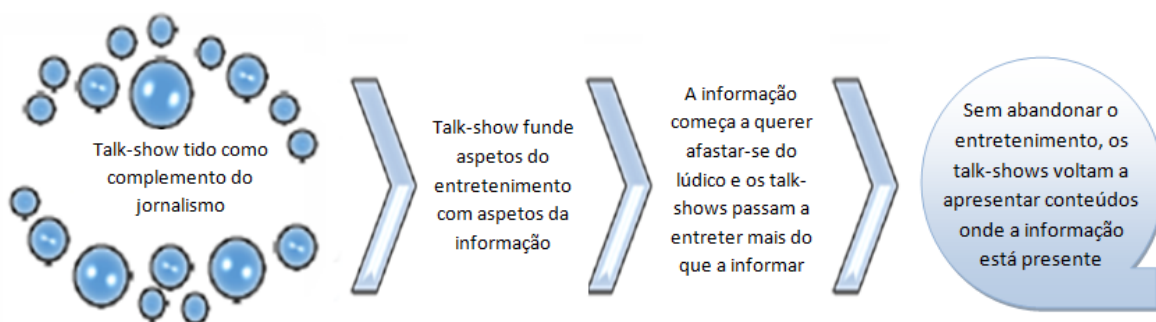 Talk-show tido como
complemento do
jornalismo
Talk-show funde
aspetos do
entretenimento
com aspetos da
informação
A informação
começa a querer
afastar-se do
lúdico e os talk-
shows passam a
entreter mais do
que a informar
Sem abandonar o
entretenimento, os
talk-shows voltam a
apresentar conteúdos
onde a informação
está presente